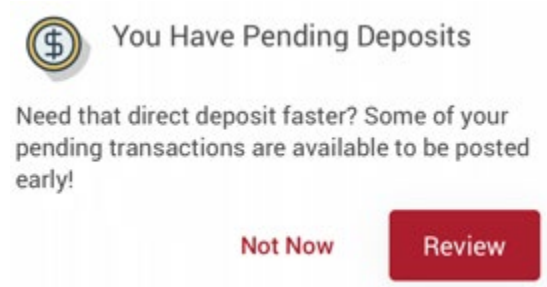 You Have Pending Deposits
Need that direct deposit faster? Some of your
pending transactions are available to be posted
early!
Not Now
Review